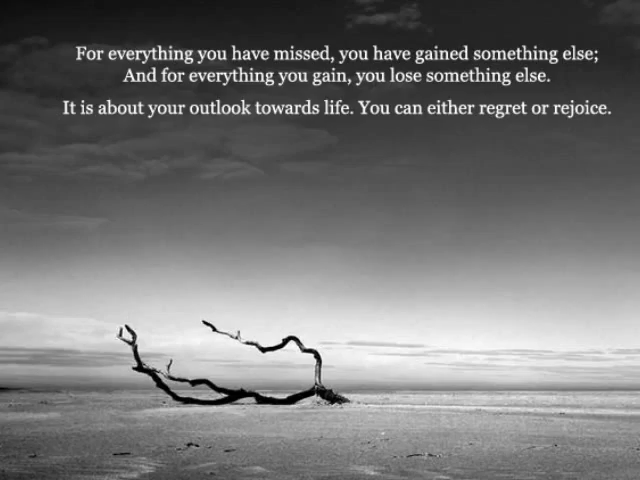 For everything you have missed, you have gained something else;
And for everything you gain, you lose something else.
It is about your outlook towards life. You can either regret or rejoice.